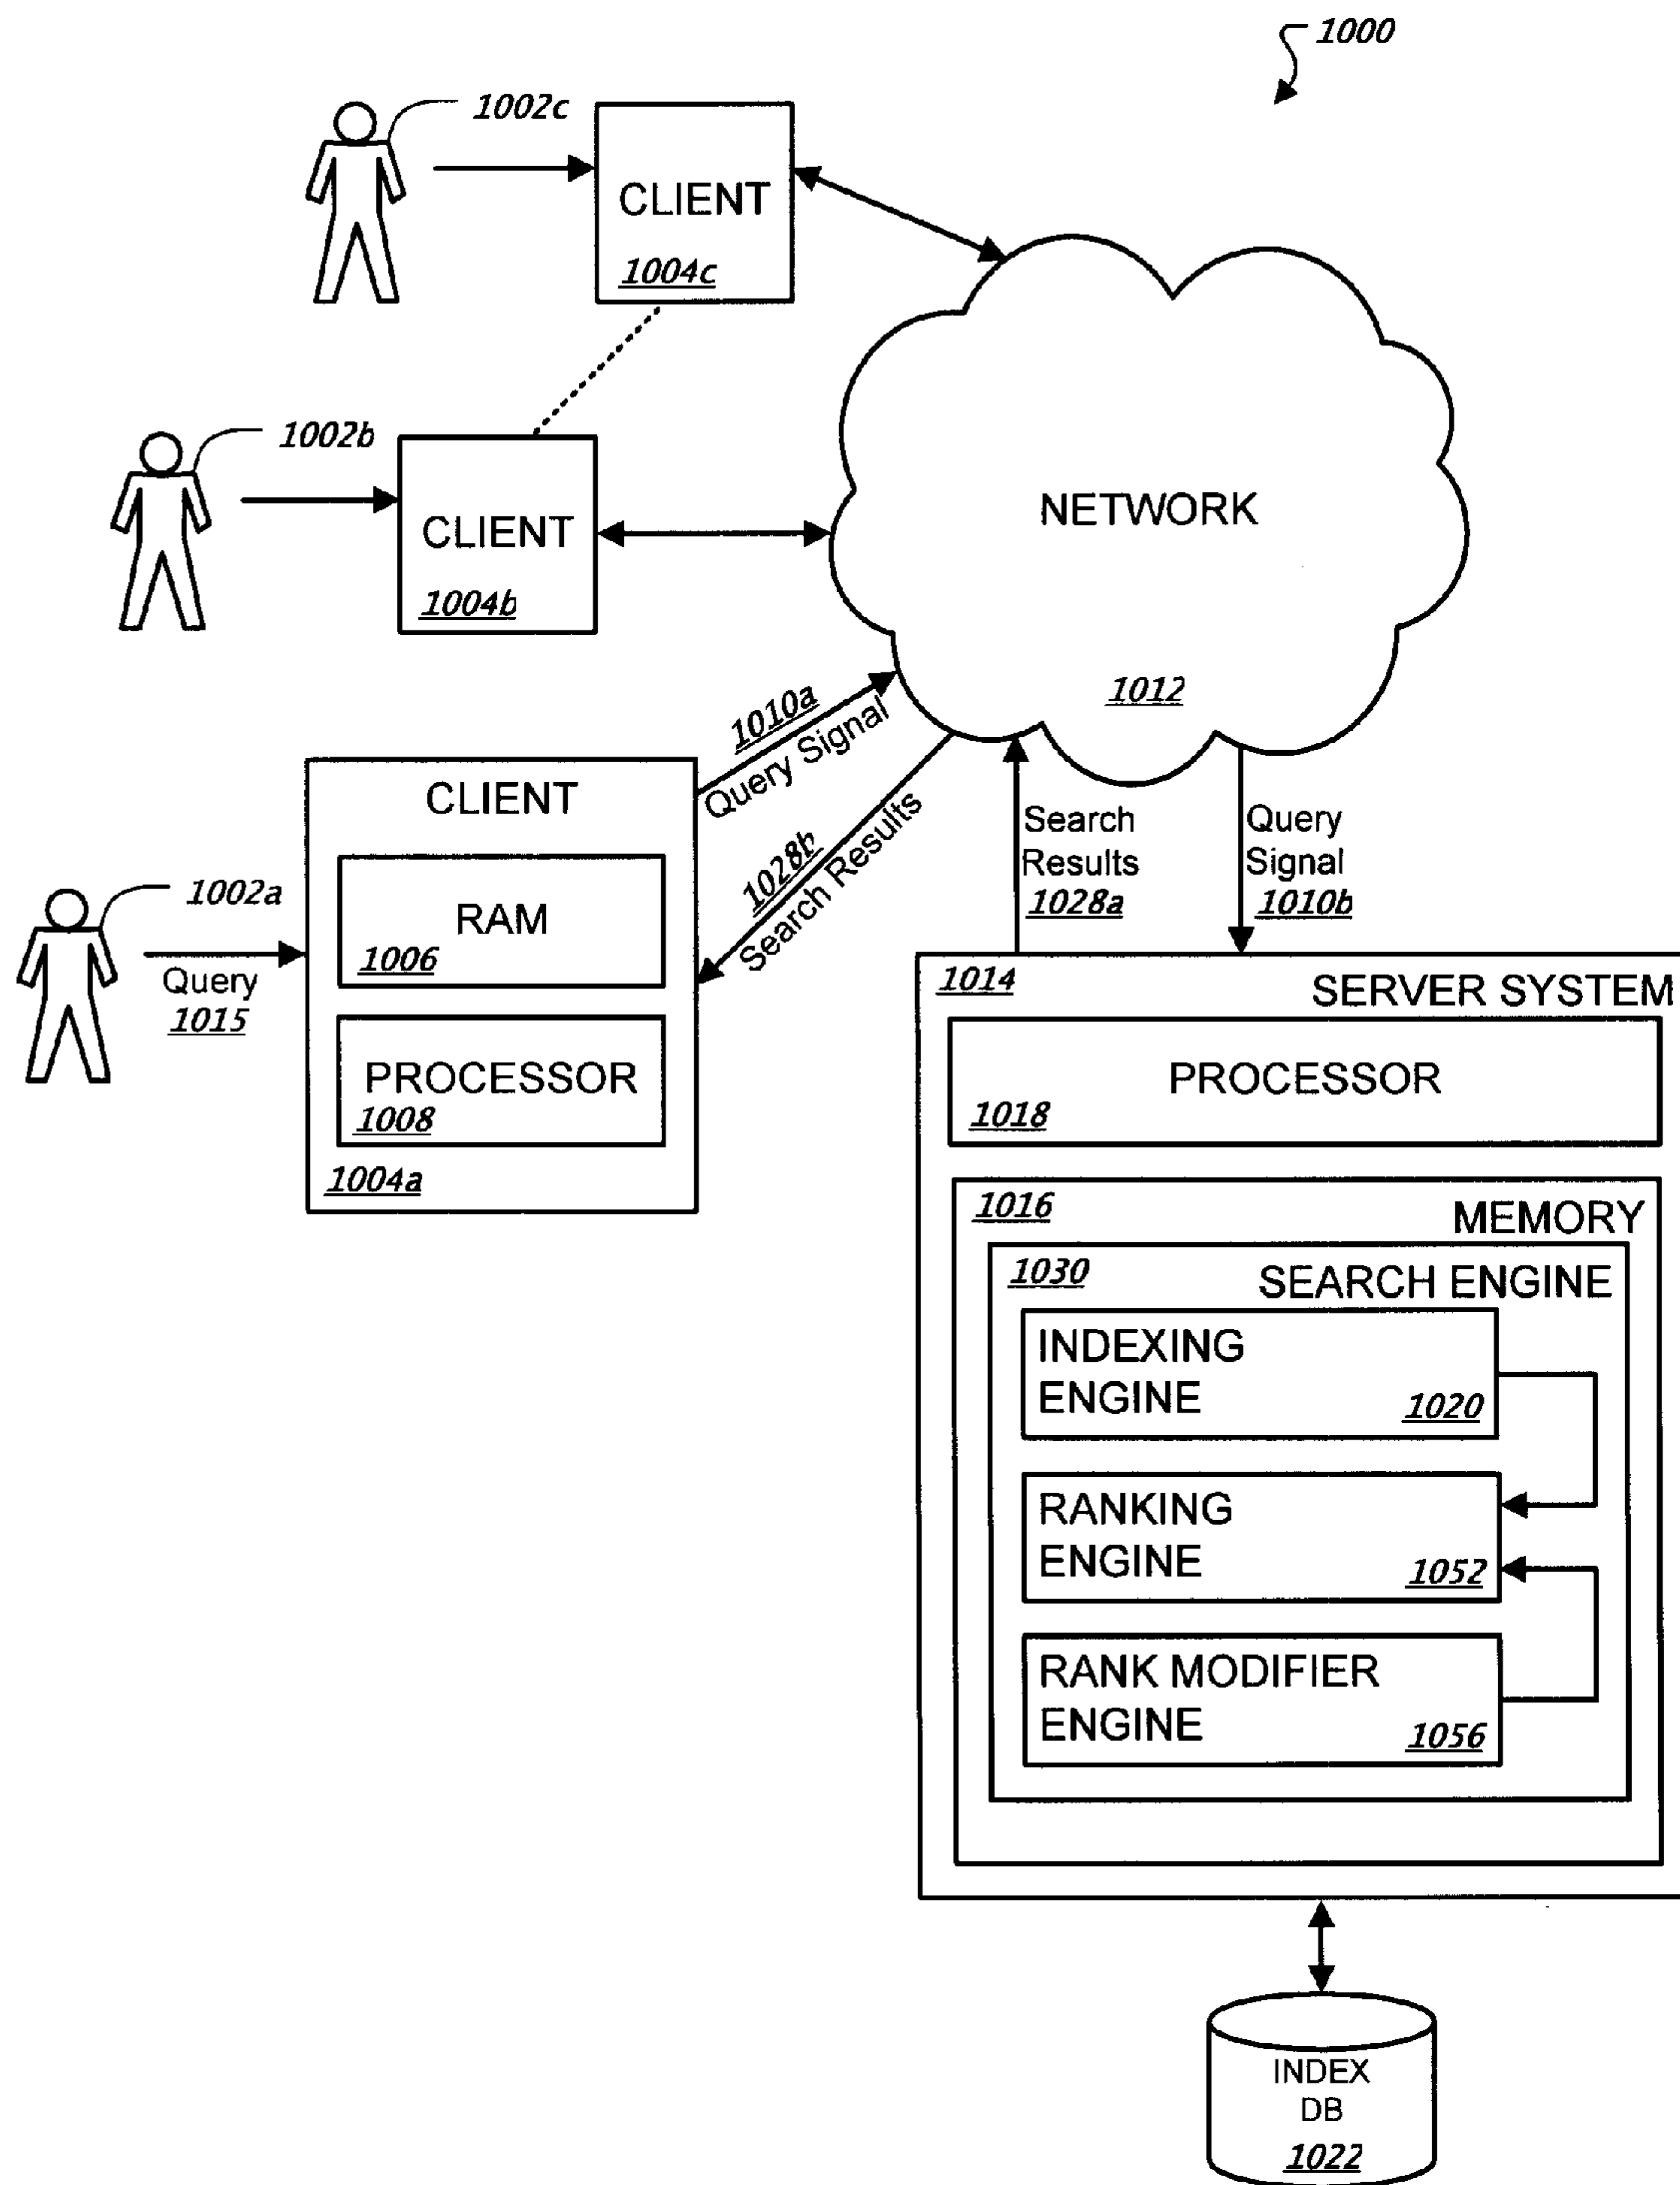 1000
1002c
CLIENT
1004c
1002b
CLIENT
1004b
NETWORK
1012
1010a
Query Signal
1028b
Search Results
CLIENT
RAM
1006
PROCESSOR
1008
1004a
1002a
Query
1015
Search
Results
1028a
Query
Signal
1010b
1014
SERVER SYSTEM
PROCESSOR
1018
1016
MEMORY
1030
SEARCH ENGINE
INDEXING
ENGINE
1020
RANKING
ENGINE
1052
RANK MODIFIER
ENGINE
1056
INDEX
DB
1022